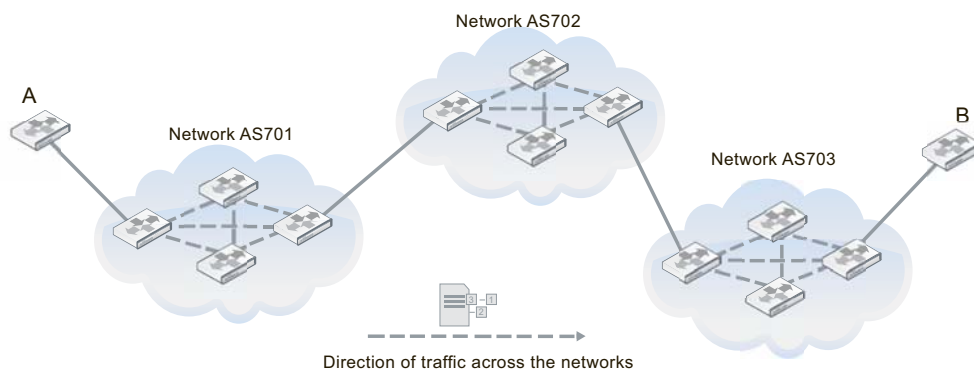 Network AS702
A
Network AS701
B
Network AS703
3
1
2
Direction of traffic across the networks